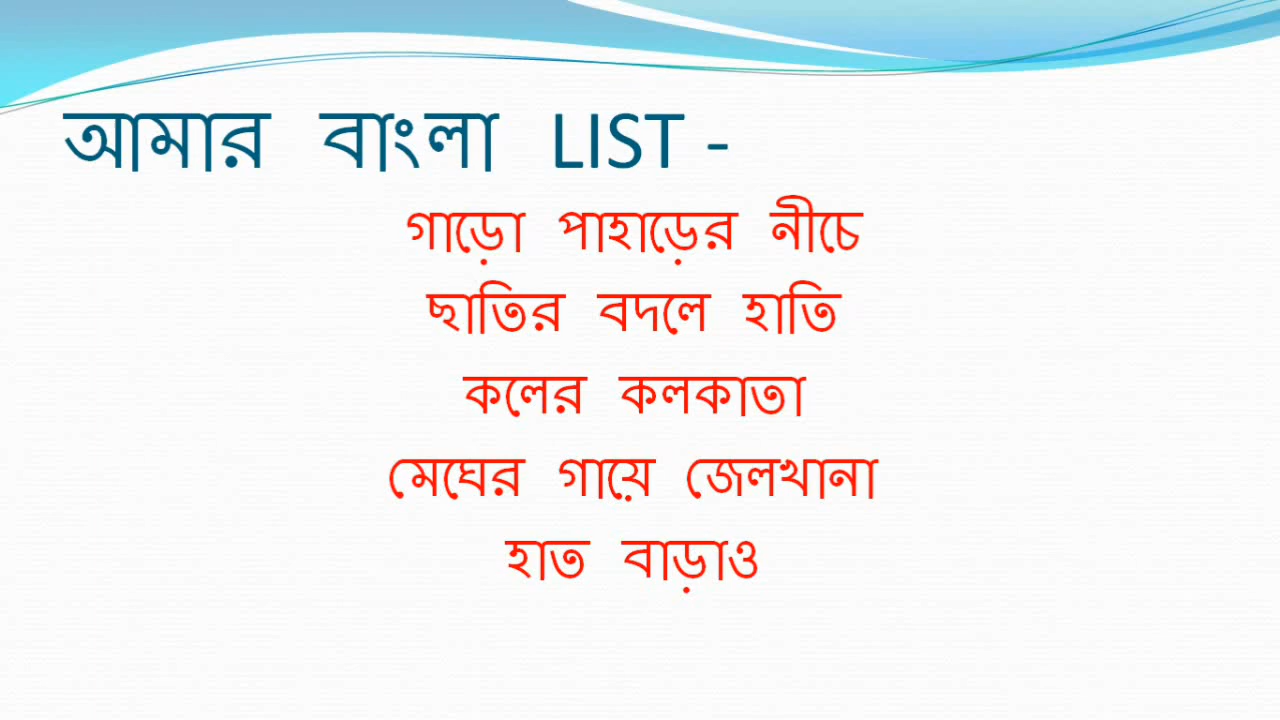 আমার বাংলা LIST -
গাড়ো পাহাড়ের নীচে
ছাতির বদলে হাতি
কলের কলকাতা
মেঘের গায়ে জেলখানা
হাত বাড়াও